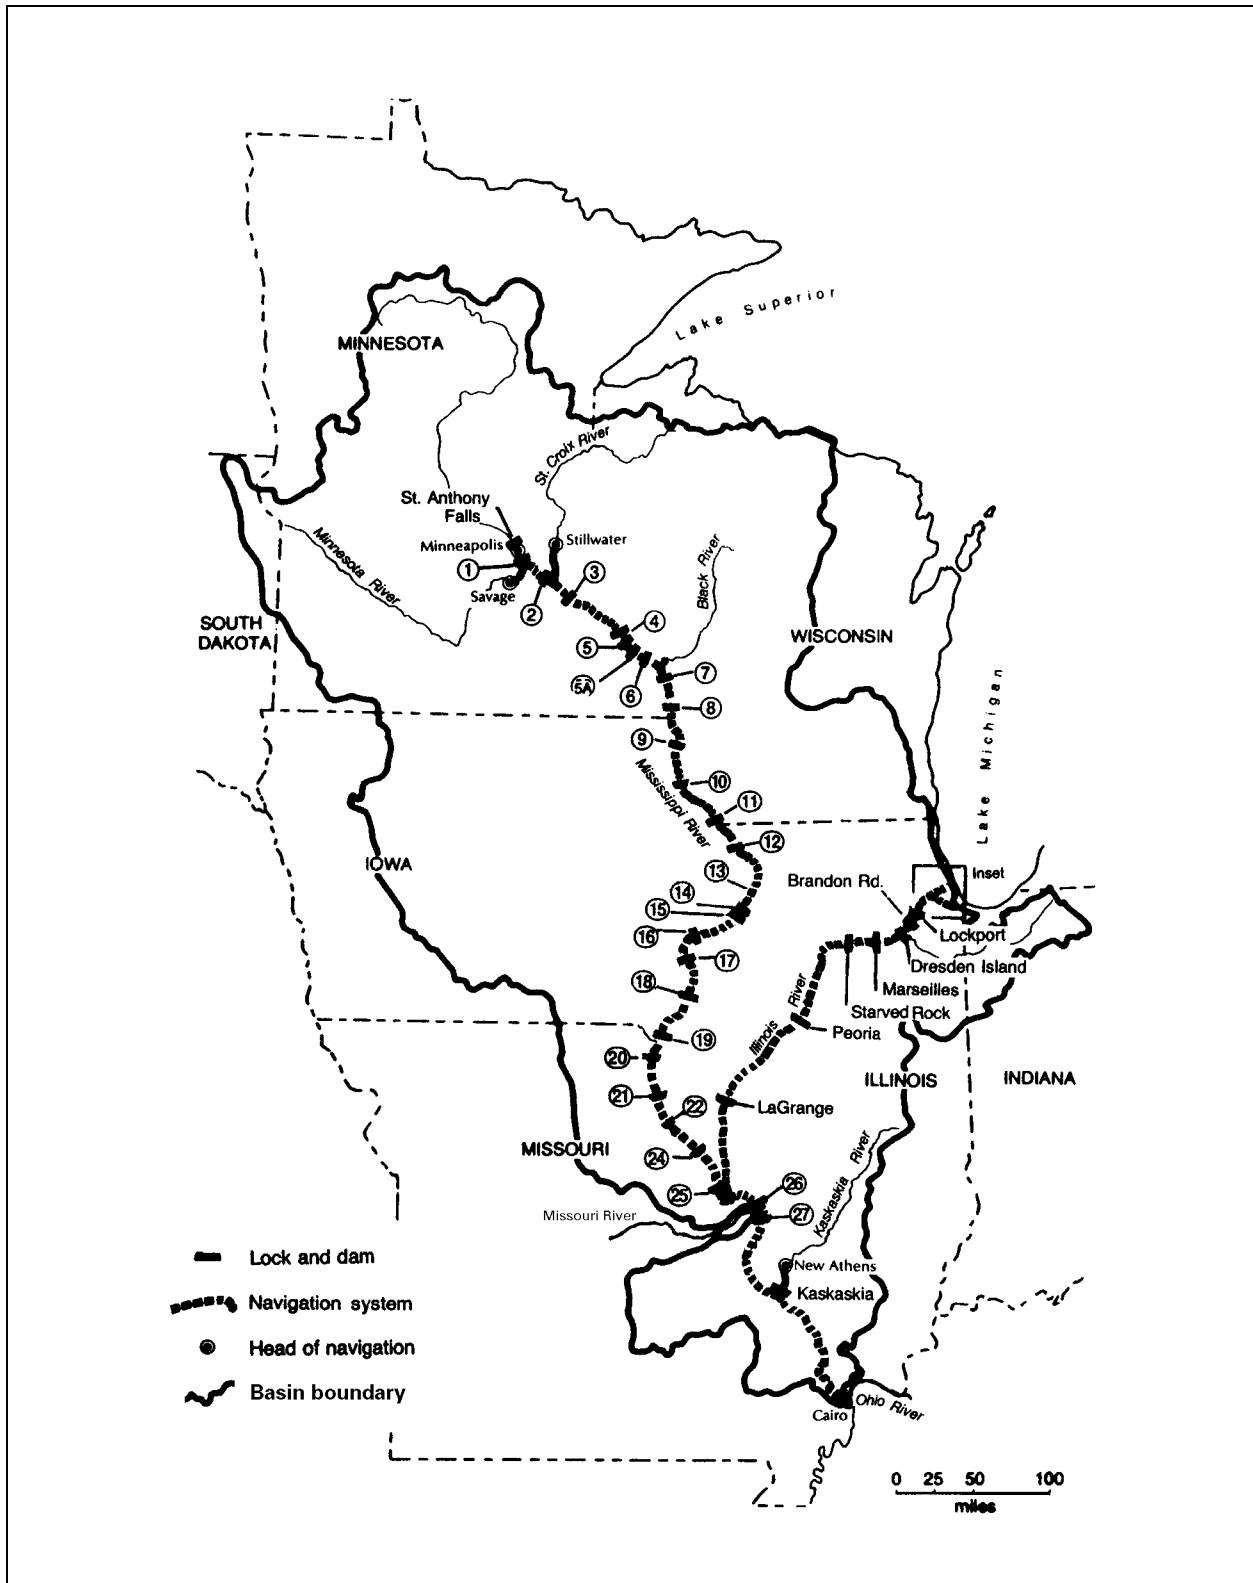 Lake Superior
MINNESOTA
St. Croix River
St. Anthony
Falls
Minneapolis
Stillwater
Minnesota River
1
Savage
2
3
Black River
SOUTH
DAKOTA
4
WISCONSIN
5
5A
6
7
8
Lake Michigan
9
Mississippi River
10
11
12
IOWA
13
Inset
Brandon Rd.
14
15
16
Lockport
17
Dresden Island
18
Marseilles
Illinois River
Starved Rock
Peoria
19
20
ILLINOIS
INDIANA
21
22
LaGrange
MISSOURI
24
Kaskaskia River
25
26
27
Missouri River
New Athens
Kaskaskia
Lock and dam
Navigation system
Head of navigation
Basin boundary
Ohio River
Cairo
0 25 50 100
miles